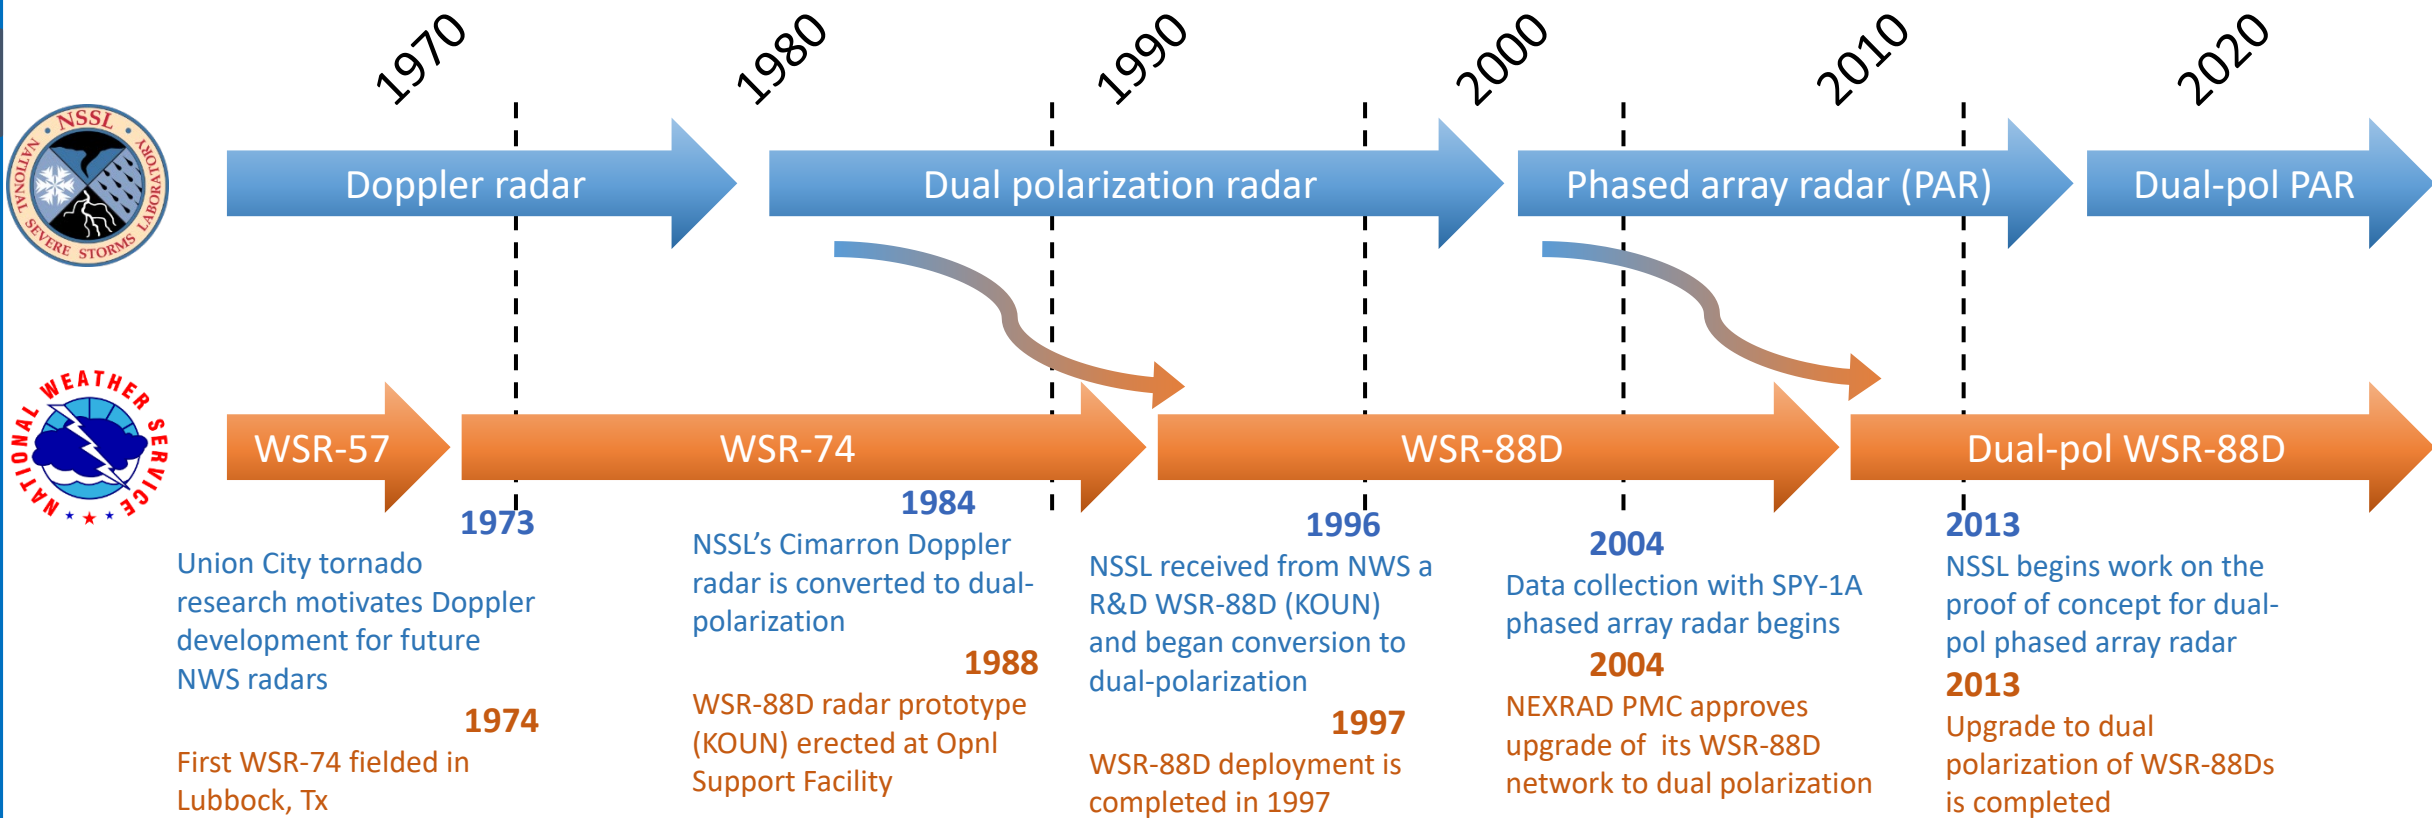 1970
1980
1990
2000
2010
2020
NSSL
NATIONAL SEVERE STORMS LABORATORY
Doppler radar
Dual polarization radar
Phased array radar (PAR)
Dual-pol PAR
NATIONAL WEATHER SERVICE
WSR-57
WSR-74
WSR-88D
Dual-pol WSR-88D
1973
Union City tornado
research motivates Doppler
development for future
NWS radars
1974
First WSR-74 fielded in
Lubbock, Tx
1984
NSSL’s Cimarron Doppler
radar is converted to dual-
polarization
1988
WSR-88D radar prototype
(KOUN) erected at Opnl
Support Facility
1996
NSSL received from NWS a
R&D WSR-88D (KOUN)
and began conversion to
dual-polarization
1997
WSR-88D deployment is
completed in 1997
2004
Data collection with SPY-1A
phased array radar begins
2004
NEXRAD PMC approves
upgrade of its WSR-88D
network to dual polarization
2013
NSSL begins work on the
proof of concept for dual-
pol phased array radar
2013
Upgrade to dual
polarization of WSR-88Ds
is completed